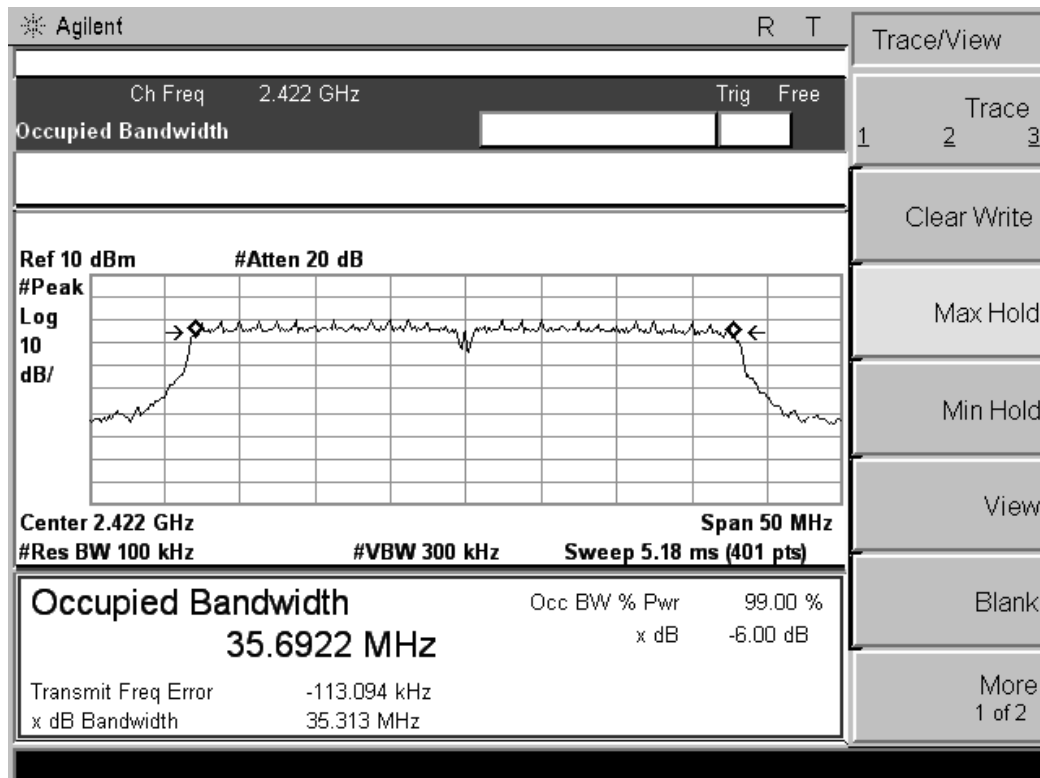 Agilent R T
Trace/View
Ch Freq 2.422 GHz Trig Free
Occupied Bandwidth
Trace
1 2 3
Clear Write
Max Hold
Min Hold
View
Blank
More
1 of 2
Ref 10 dBm #Atten 20 dB
#Peak
Log
10
dB/
Center 2.422 GHz Span 50 MHz
#Res BW 100 kHz #VBW 300 kHz Sweep 5.18 ms (401 pts)
Occupied Bandwidth
35.6922 MHz
Occ BW % Pwr 99.00 %
x dB -6.00 dB
Transmit Freq Error -113.094 kHz
x dB Bandwidth 35.313 MHz